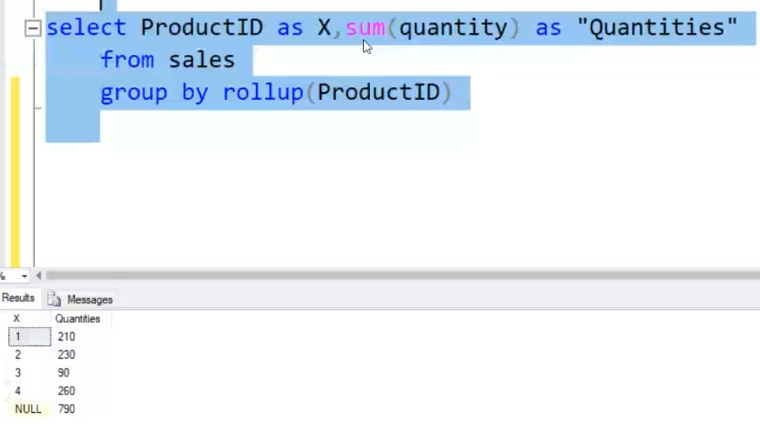 select ProductID as X,sum(quantity) as "Quantities"
from sales
group by rollup(ProductID)
%
Results Messages
X Quantities
1 210
2 230
3 90
4 260
NULL 790